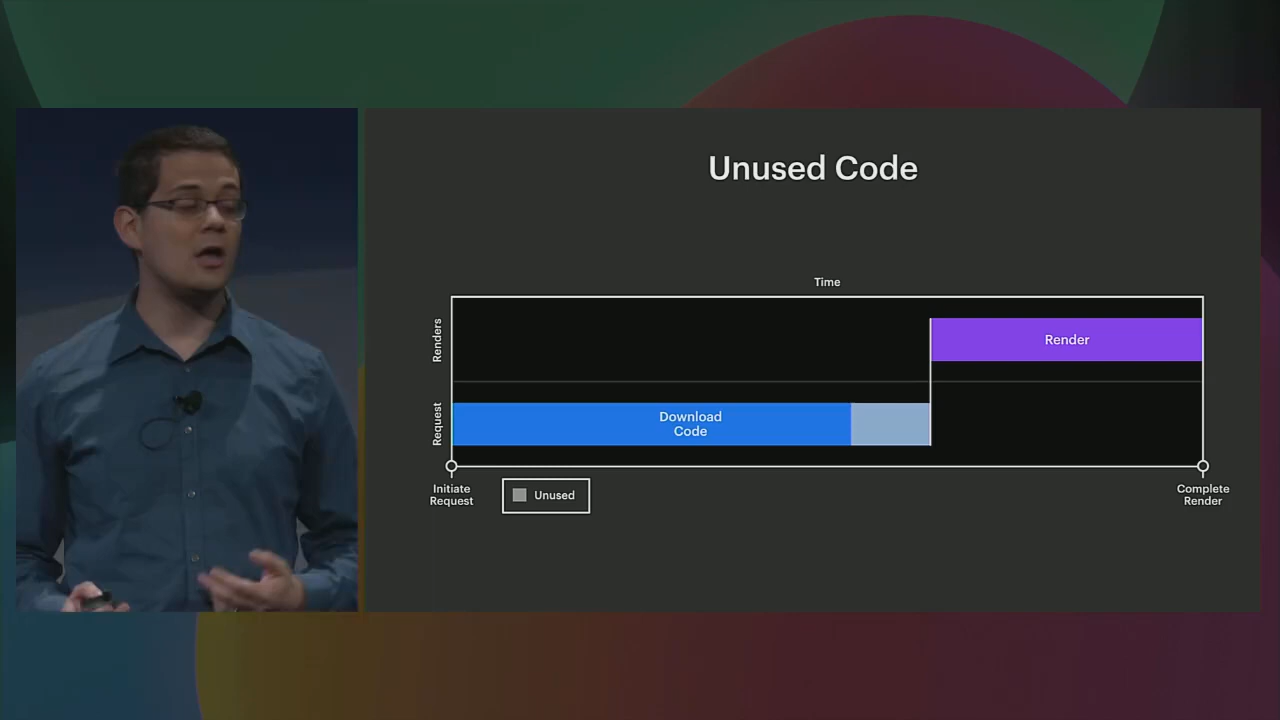 Unused Code
Time
Renders
Render
Request
Download
Code
Initiate
Request
Unused
Complete
Render